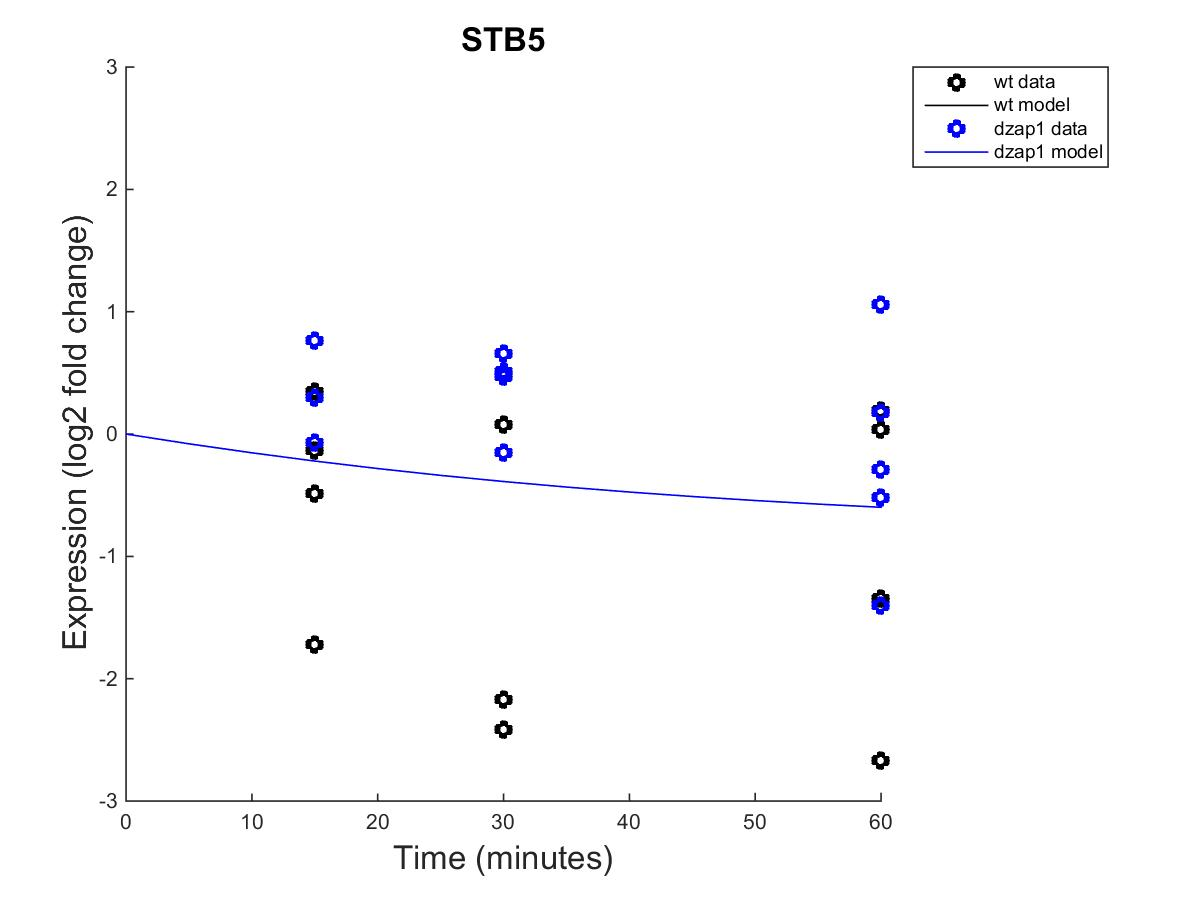 STB5
wt data
wt model
dzap1 data
dzap1 model
Expression (log2 fold change)
3
2
1
0
-1
-2
-3
0 10 20 30 40 50 60
Time (minutes)